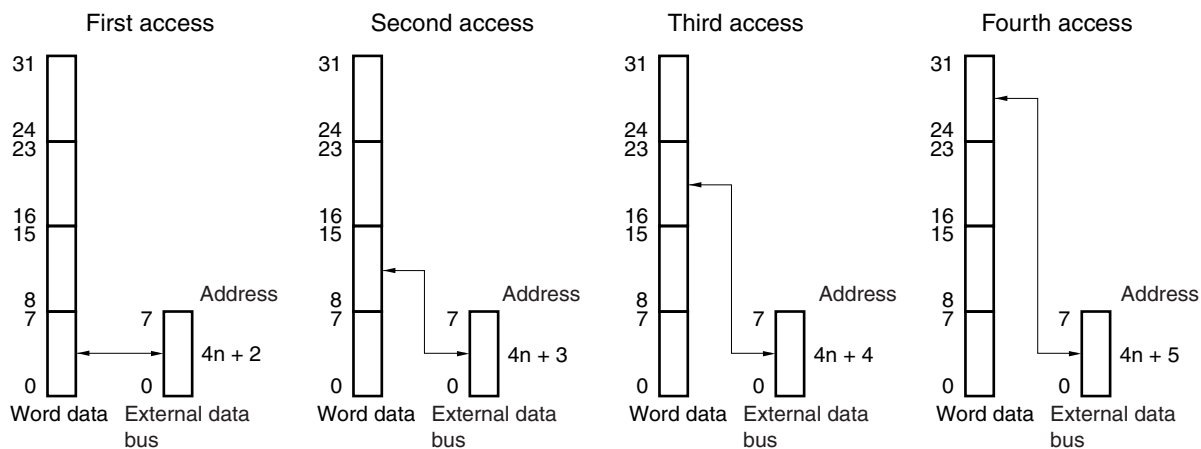 First access
31
24
23
16
15
8
7
0
Address
7
4n + 2
0
Word data
External data
bus
Second access
31
24
23
16
15
8
7
0
Address
7
4n + 3
0
Word data
External data
bus
Third access
31
24
23
16
15
8
7
0
Address
7
4n + 4
0
Word data
External data
bus
Fourth access
31
24
23
16
15
8
7
0
Address
7
4n + 5
0
Word data
External data
bus